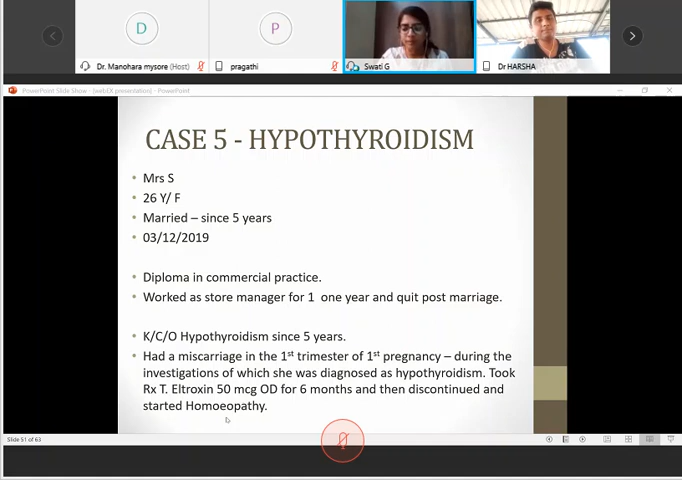 D
P
Dr. Manohara mysore (Host)
pragathi
Swati G
Dr HARSHA
PowerPoint Slide Show - [webEX presentation] - PowerPoint
CASE 5 - HYPOTHYROIDISM
Mrs S
26 Y/ F
Married – since 5 years
03/12/2019
Diploma in commercial practice.
Worked as store manager for 1 one year and quit post marriage.
K/C/O Hypothyroidism since 5 years.
Had a miscarriage in the 1st trimester of 1st pregnancy – during the
investigations of which she was diagnosed as hypothyroidism. Took
Rx T. Eltroxin 50 mcg OD for 6 months and then discontinued and
started Homoeopathy.
Slide 51 of 63